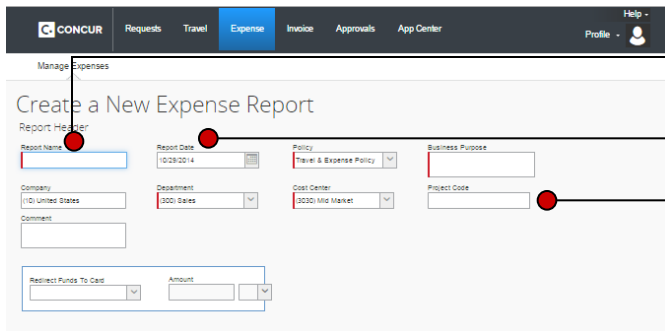 Help
C. CONCUR Requests Travel Expense Invoice Approvals App Center Profile
Manage Expenses
Create a New Expense Report
Report Header
Report Name Report Date Policy Business Purpose
10/29/2014 Travel & Expense Policy
Company Department Cost Center Project Code
(10) United States (300) Sales (3030) Mid Market
Comment
Redirect Funds To Card Amount